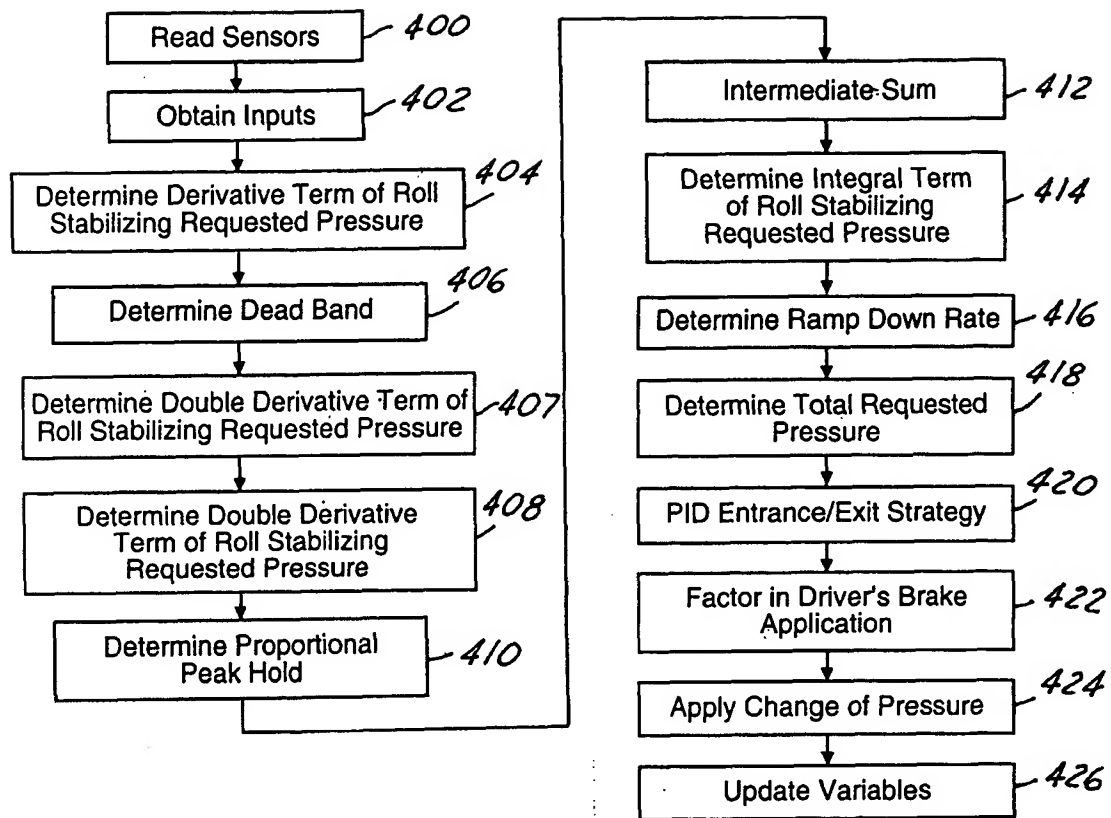 Read Sensors
400
Obtain Inputs
402
Determine Derivative Term of Roll
Stabilizing Requested Pressure
404
Determine Dead Band
406
Determine Double Derivative Term of
Roll Stabilizing Requested Pressure
407
Determine Double Derivative
Term of Roll Stabilizing
Requested Pressure
408
Determine Proportional
Peak Hold
410
Intermediate Sum
412
Determine Integral Term
of Roll Stabilizing
Requested Pressure
414
Determine Ramp Down Rate
416
Determine Total Requested
Pressure
418
PID Entrance/Exit Strategy
420
Factor in Driver's Brake
Application
422
Apply Change of Pressure
424
Update Variables
426